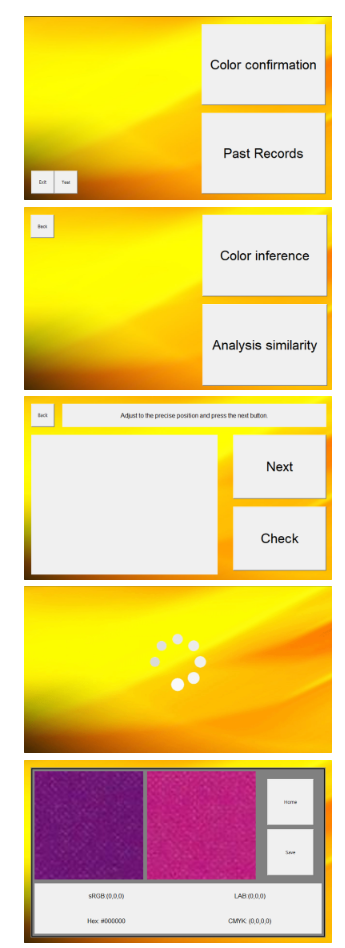 Color confirmation
Past Records
Exit
Test
Back
Color inference
Analysis similarity
Back
Adjust to the precise position and press the next button.
Next
Check
Home
Save
sRGB:(0,0,0)
LAB:(0,0,0)
Hex: #000000
CMYK: (0,0,0,0)